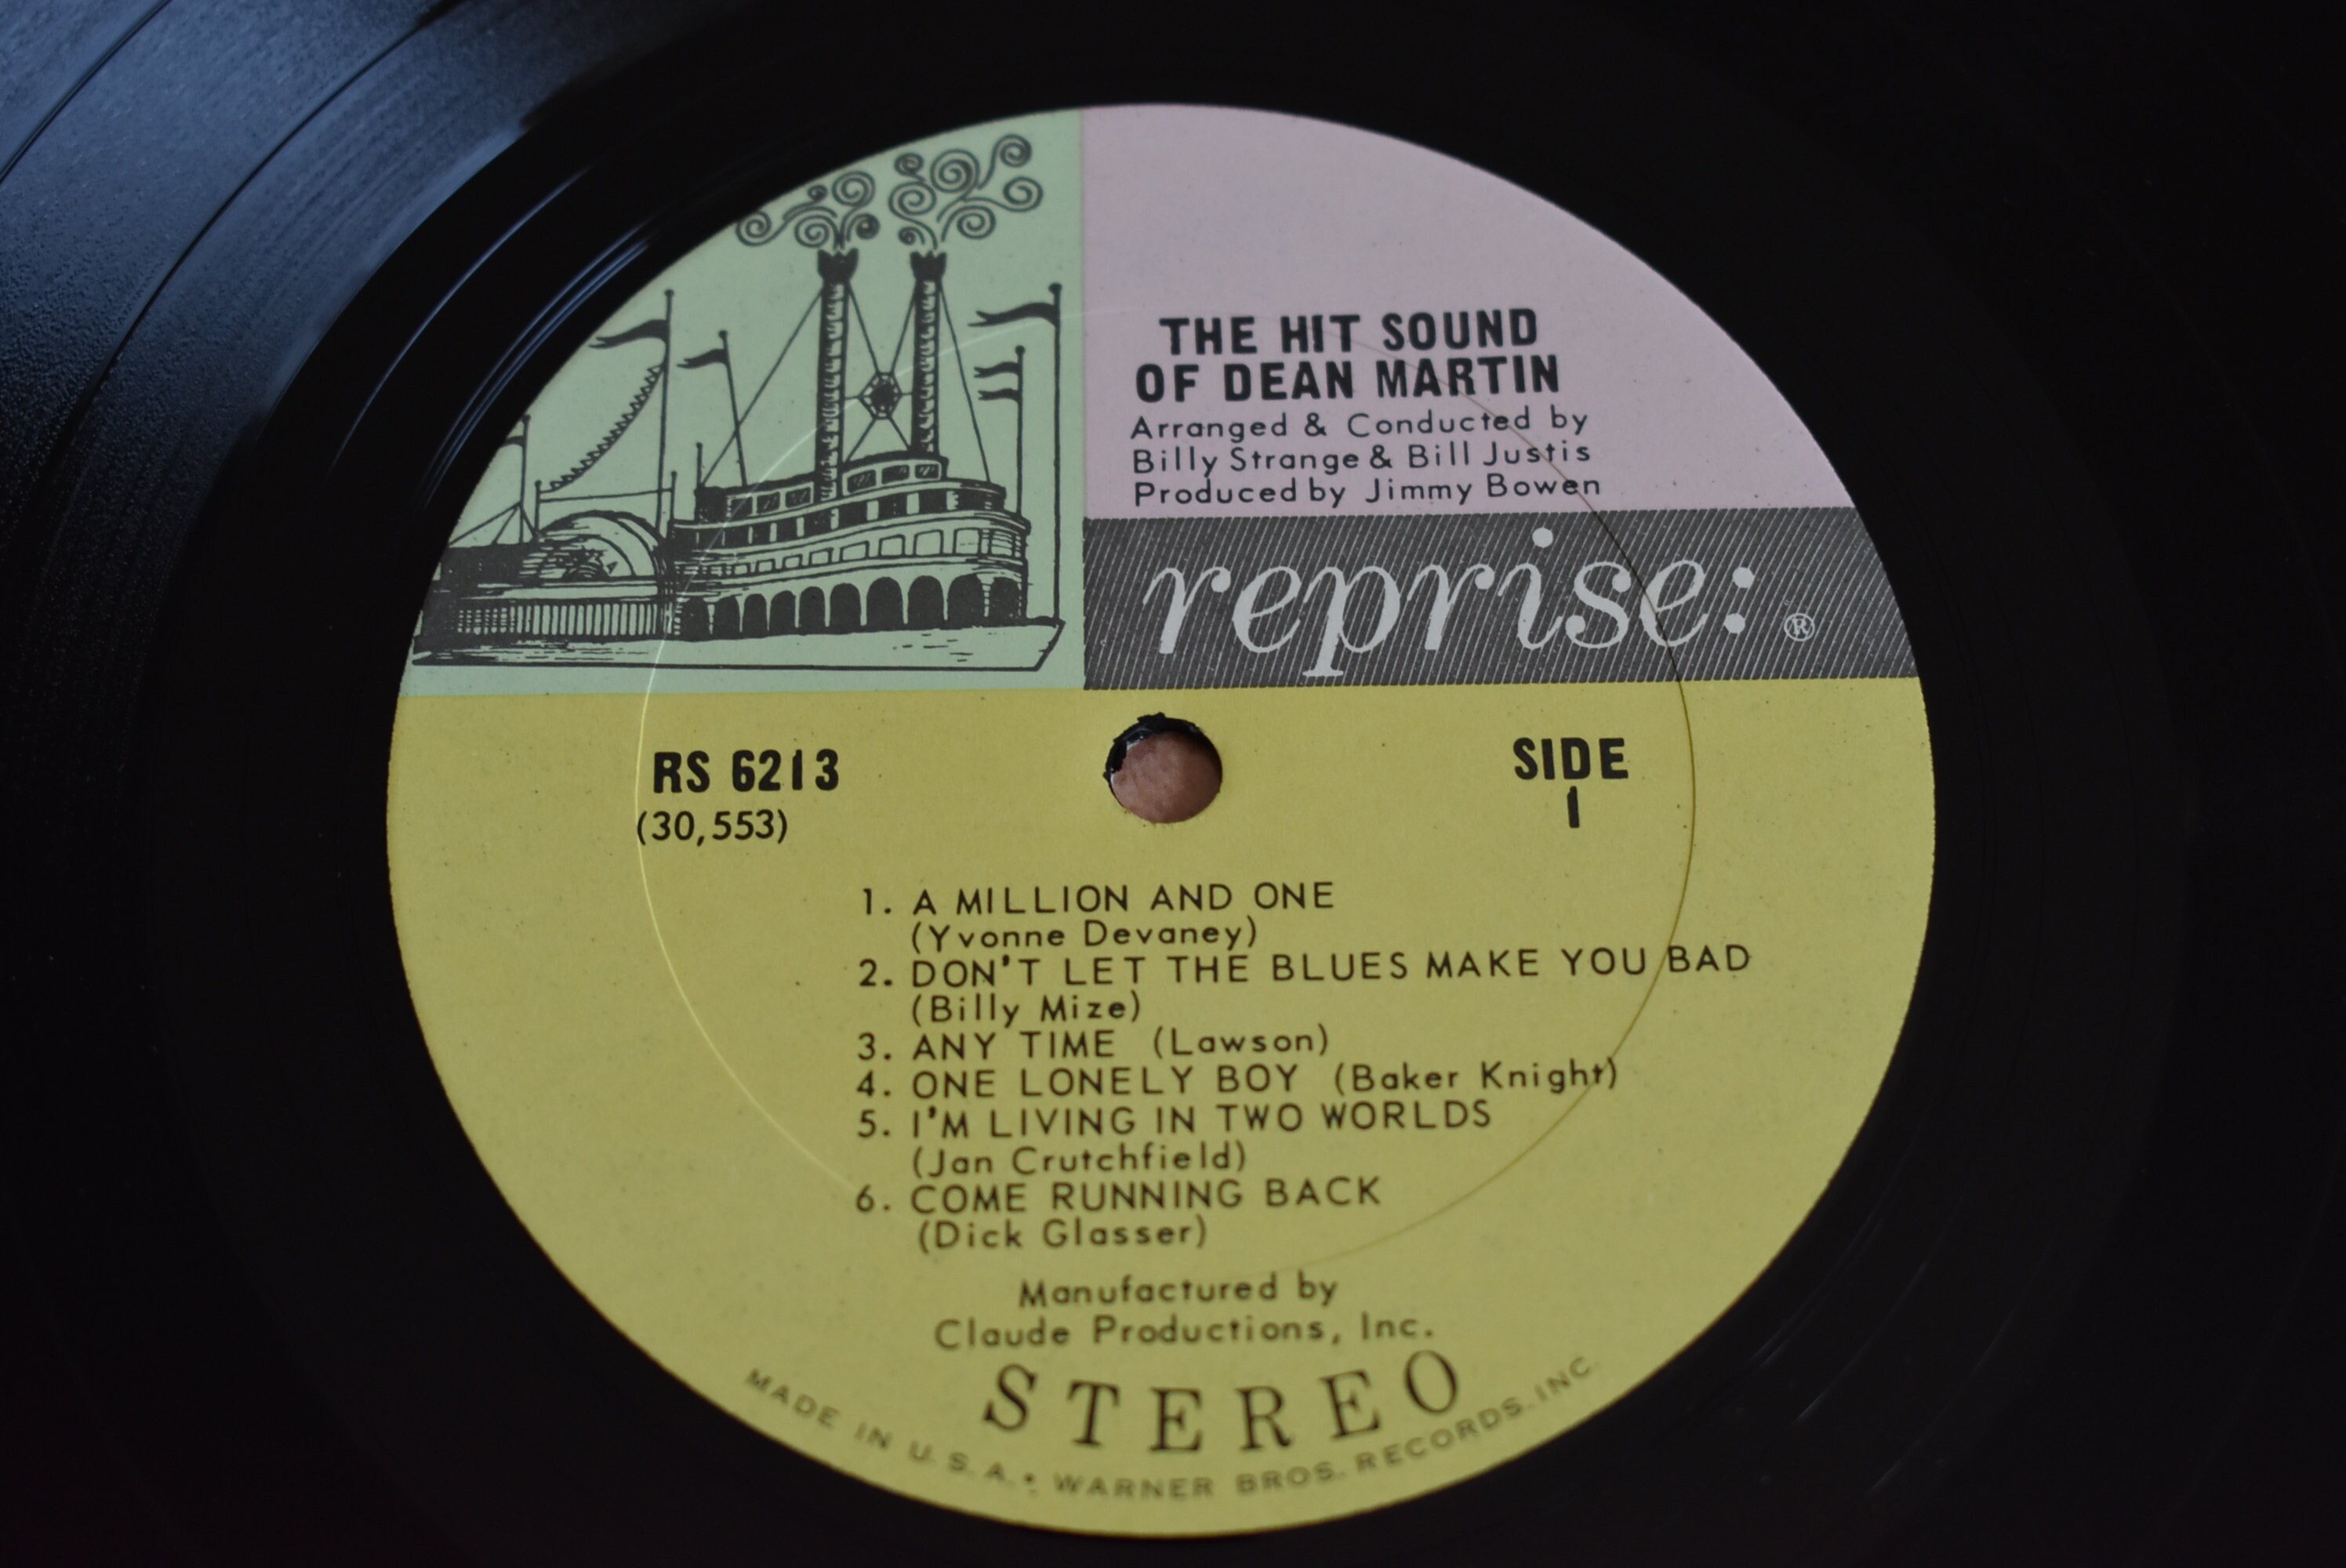 THE HIT SOUND
OF DEAN MARTIN
Arranged & Conducted by
Billy Strange & Bill Justis
Produced by Jimmy Bowen
reprise: ®
RS 6213
(30,553)
SIDE
1
1. A MILLION AND ONE
(Yvonne Devaney)
2. DON'T LET THE BLUES MAKE YOU BAD
(Billy Mize)
3. ANY TIME (Lawson)
4. ONE LONELY BOY (Baker Knight)
5. I'M LIVING IN TWO WORLDS
(Jan Crutchfield)
6. COME RUNNING BACK
(Dick Glasser)
Manufactured by
Claude Productions, Inc.
STEREO
MADE IN U.S.A. • WARNER BROS. RECORDS. INC.